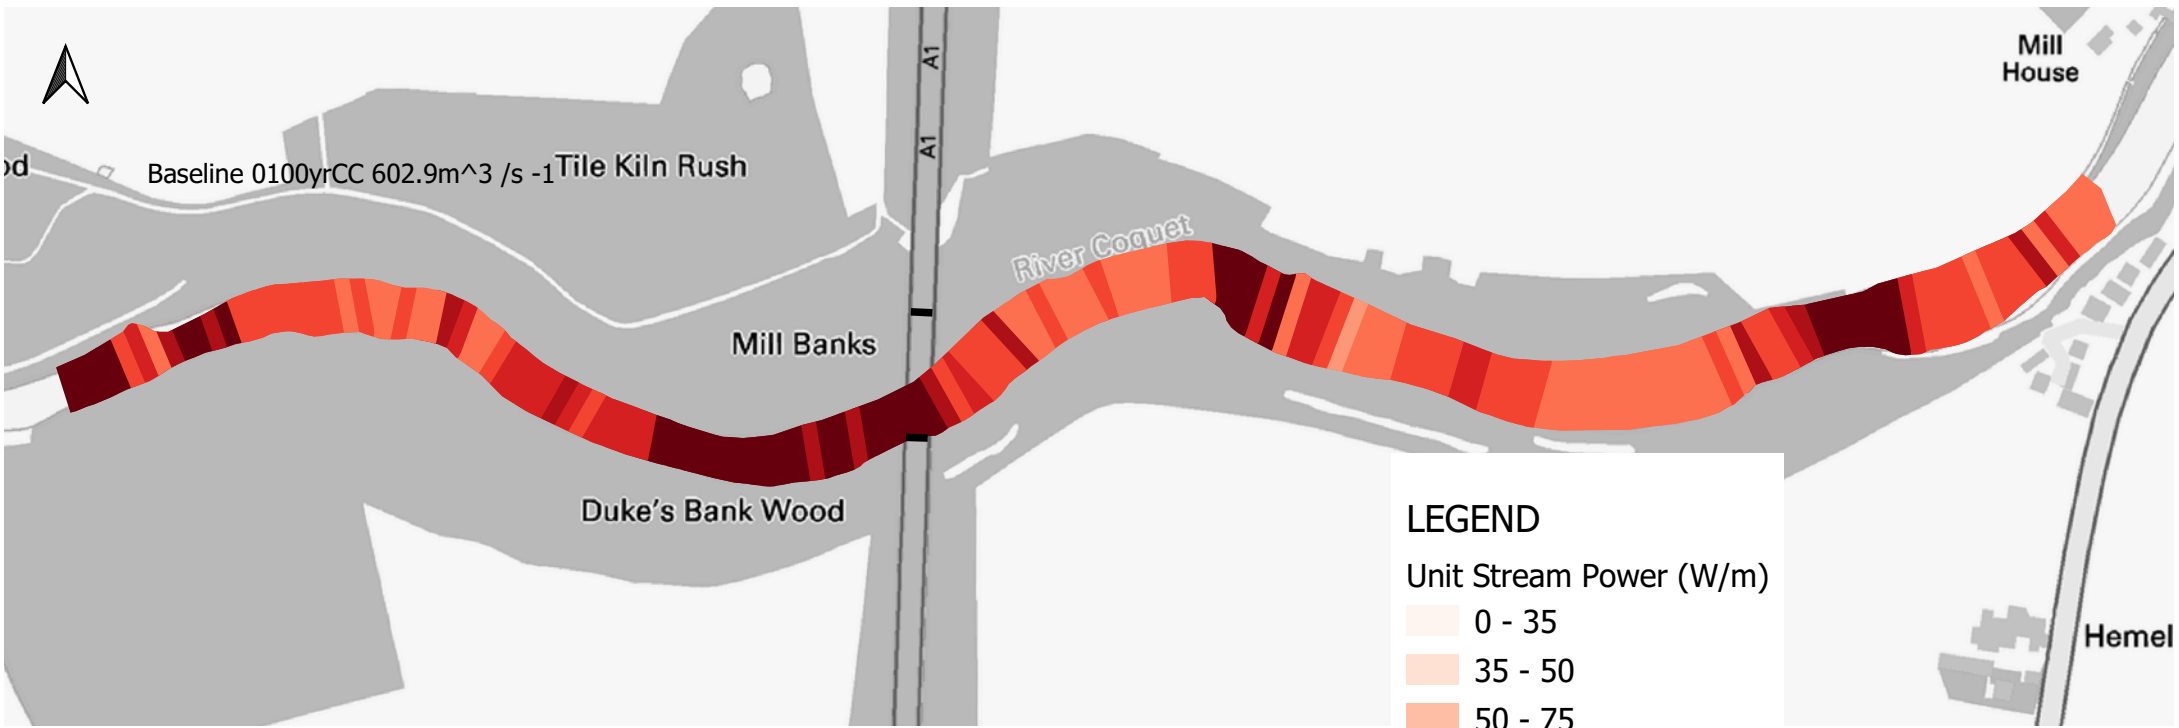 Mill
House
A1
A1
od
Baseline 0100yrCC 602.9m^3 /s -1
Tile Kiln Rush
River Coquet
Mill Banks
Duke's Bank Wood
LEGEND
Unit Stream Power (W/m)
0 - 35
35 - 50
50 - 75
Hemel